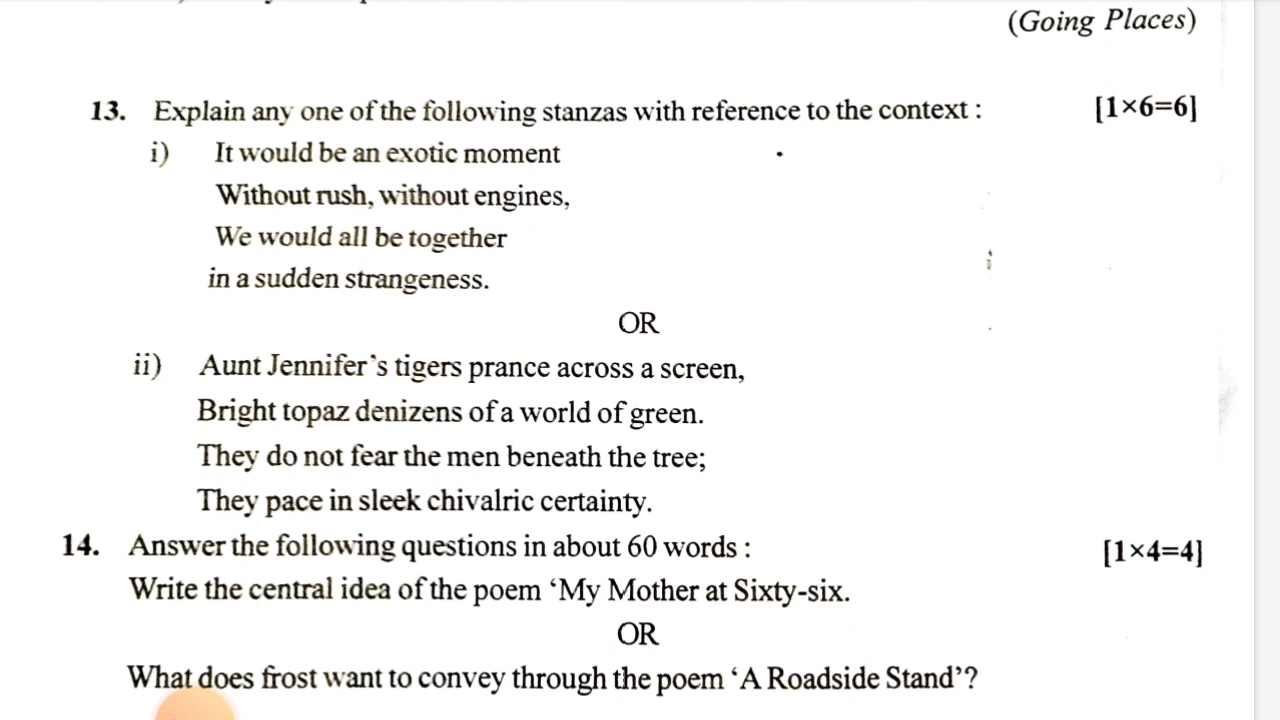 (Going Places)
13. Explain any one of the following stanzas with reference to the context : [1×6=6]
i) It would be an exotic moment
Without rush, without engines,
We would all be together
in a sudden strangeness.
OR
ii) Aunt Jennifer's tigers prance across a screen,
Bright topaz denizens of a world of green.
They do not fear the men beneath the tree;
They pace in sleek chivalric certainty.
14. Answer the following questions in about 60 words : [1×4=4]
Write the central idea of the poem 'My Mother at Sixty-six.
OR
What does frost want to convey through the poem 'A Roadside Stand'?